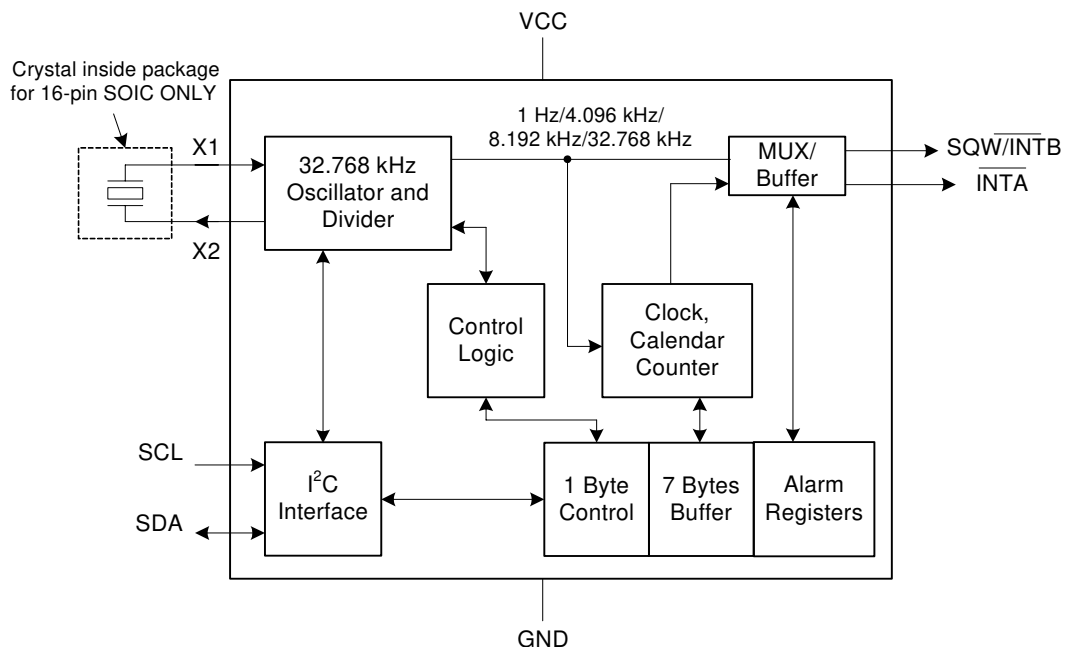 VCC
Crystal inside package
for 16-pin SOIC ONLY
1 Hz/4.096 kHz/
8.192 kHz/32.768 kHz
X1
32.768 kHz
Oscillator and
Divider
MUX/
Buffer
SQW/INTB
INTA
X2
Control
Logic
Clock,
Calendar
Counter
SCL
I²C
Interface
SDA
1 Byte
Control
7 Bytes
Buffer
Alarm
Registers
GND